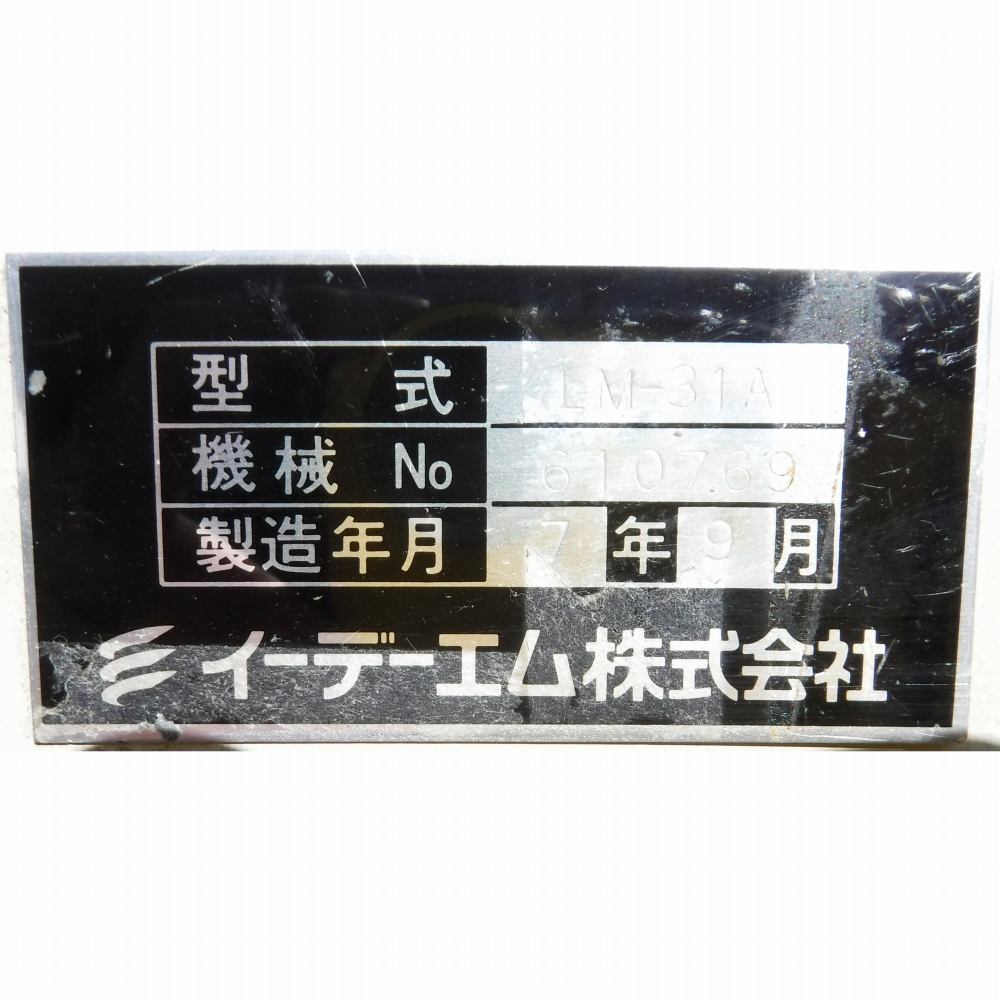 型式 LM-31A
機械 No 610769
製造年月 7年9月
イーデーエム株式会社